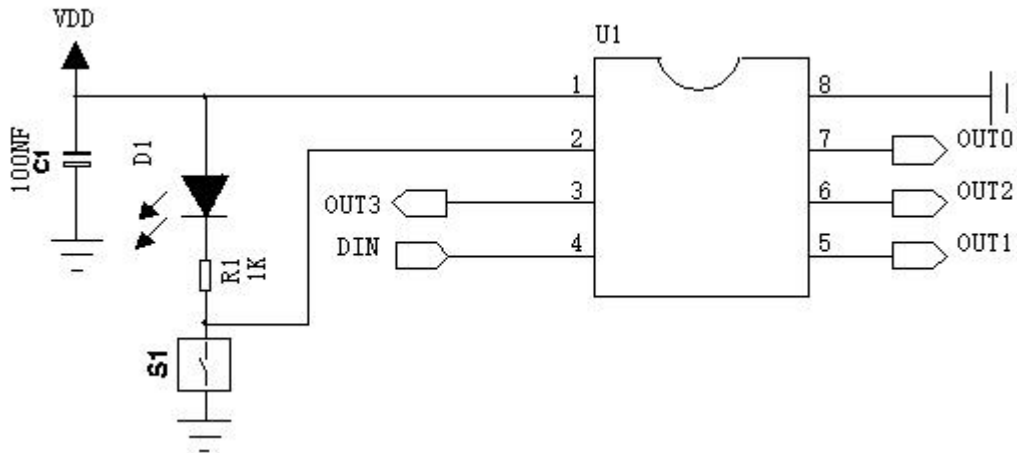 VDD
U1
1
8
100NF
C1
D1
2
7
OUT0
OUT3
3
6
OUT2
DIN
4
5
OUT1
R1
1K
S1